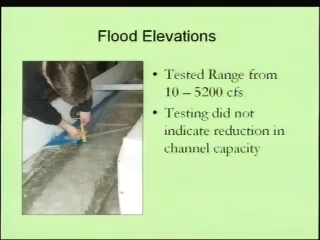 Flood Elevations
• Tested Range from
10 – 5200 cfs
• Testing did not
indicate reduction in
channel capacity